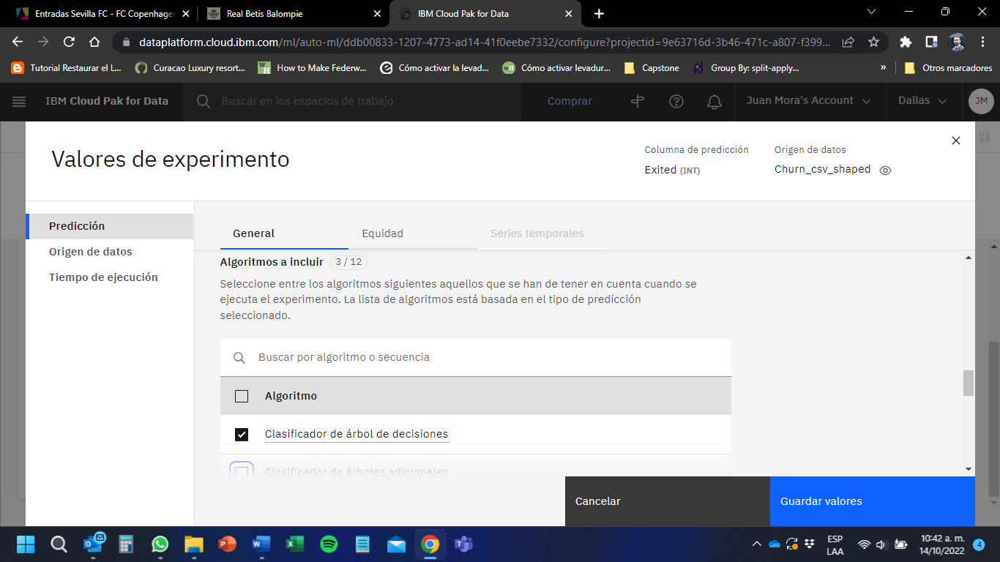 Entradas Sevilla FC - FC Copenhage
Real Betis Balompie
IBM Cloud Pak for Data
dataplatform.cloud.ibm.com/ml/auto-ml/ddb00833-1207-4773-ad14-41f0eebe7332/configure?projectid=9e63716d-3b46-471c-a807-f399...
Tutorial Restaurar el L...
Curacao Luxury resort...
How to Make Federw...
Cómo activar la levad...
Cómo activar levadur...
Capstone
Group By: split-apply...
»
Otros marcadores
IBM Cloud Pak for Data
Buscar en los espacios de trabajo
Comprar
Juan Mora's Account
Dallas
JM
Valores de experimento
Columna de predicción
Exited (INT)
Origen de datos
Churn_csv_shaped
Predicción
Origen de datos
Tiempo de ejecución
General
Equidad
Series temporales
Algoritmos a incluir 3 / 12
Seleccione entre los algoritmos siguientes aquellos que se han de tener en cuenta cuando se
ejecuta el experimento. La lista de algoritmos está basada en el tipo de predicción
seleccionado.
Buscar por algoritmo o secuencia
Algoritmo
Clasificador de árbol de decisiones
Clasificador de árboles adicionales
Cancelar
Guardar valores
ESP
LAA
10:42 a. m.
14/10/2022
4